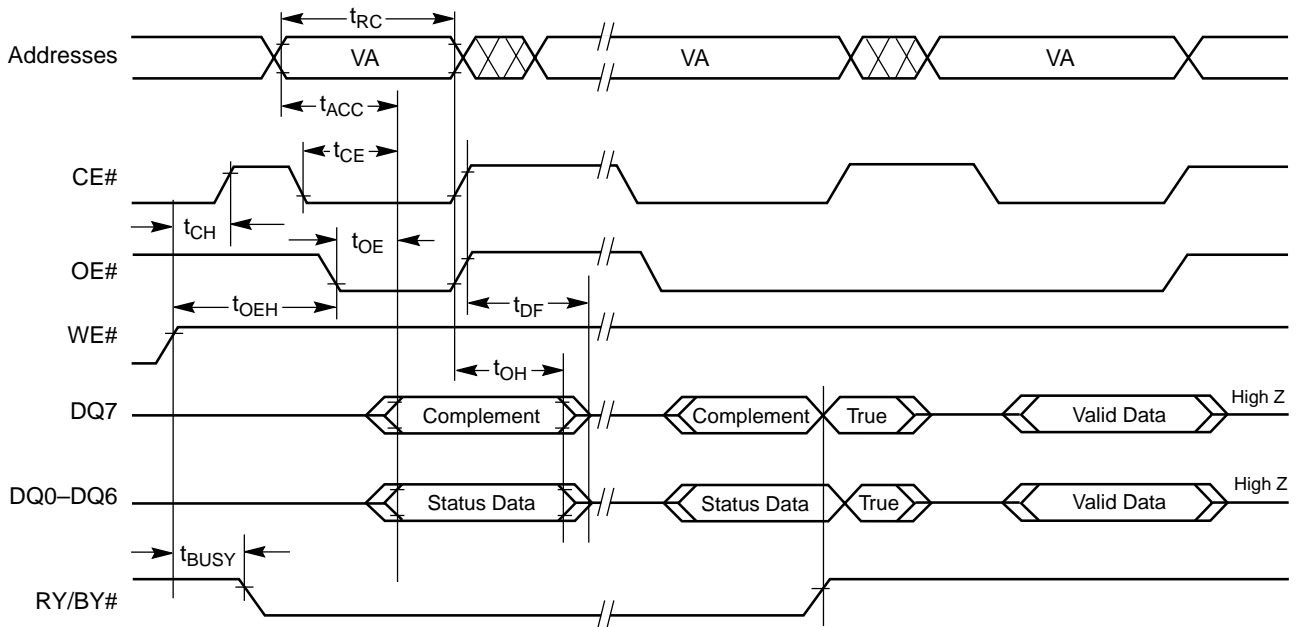 tRC
Addresses VA VA VA
tACC
tCE
CE#
tCH tOE
OE#
tOEH tDF
WE#
tOH
DQ7 Complement Complement True Valid Data High Z
DQ0–DQ6 Status Data Status Data True Valid Data High Z
tBUSY
RY/BY#